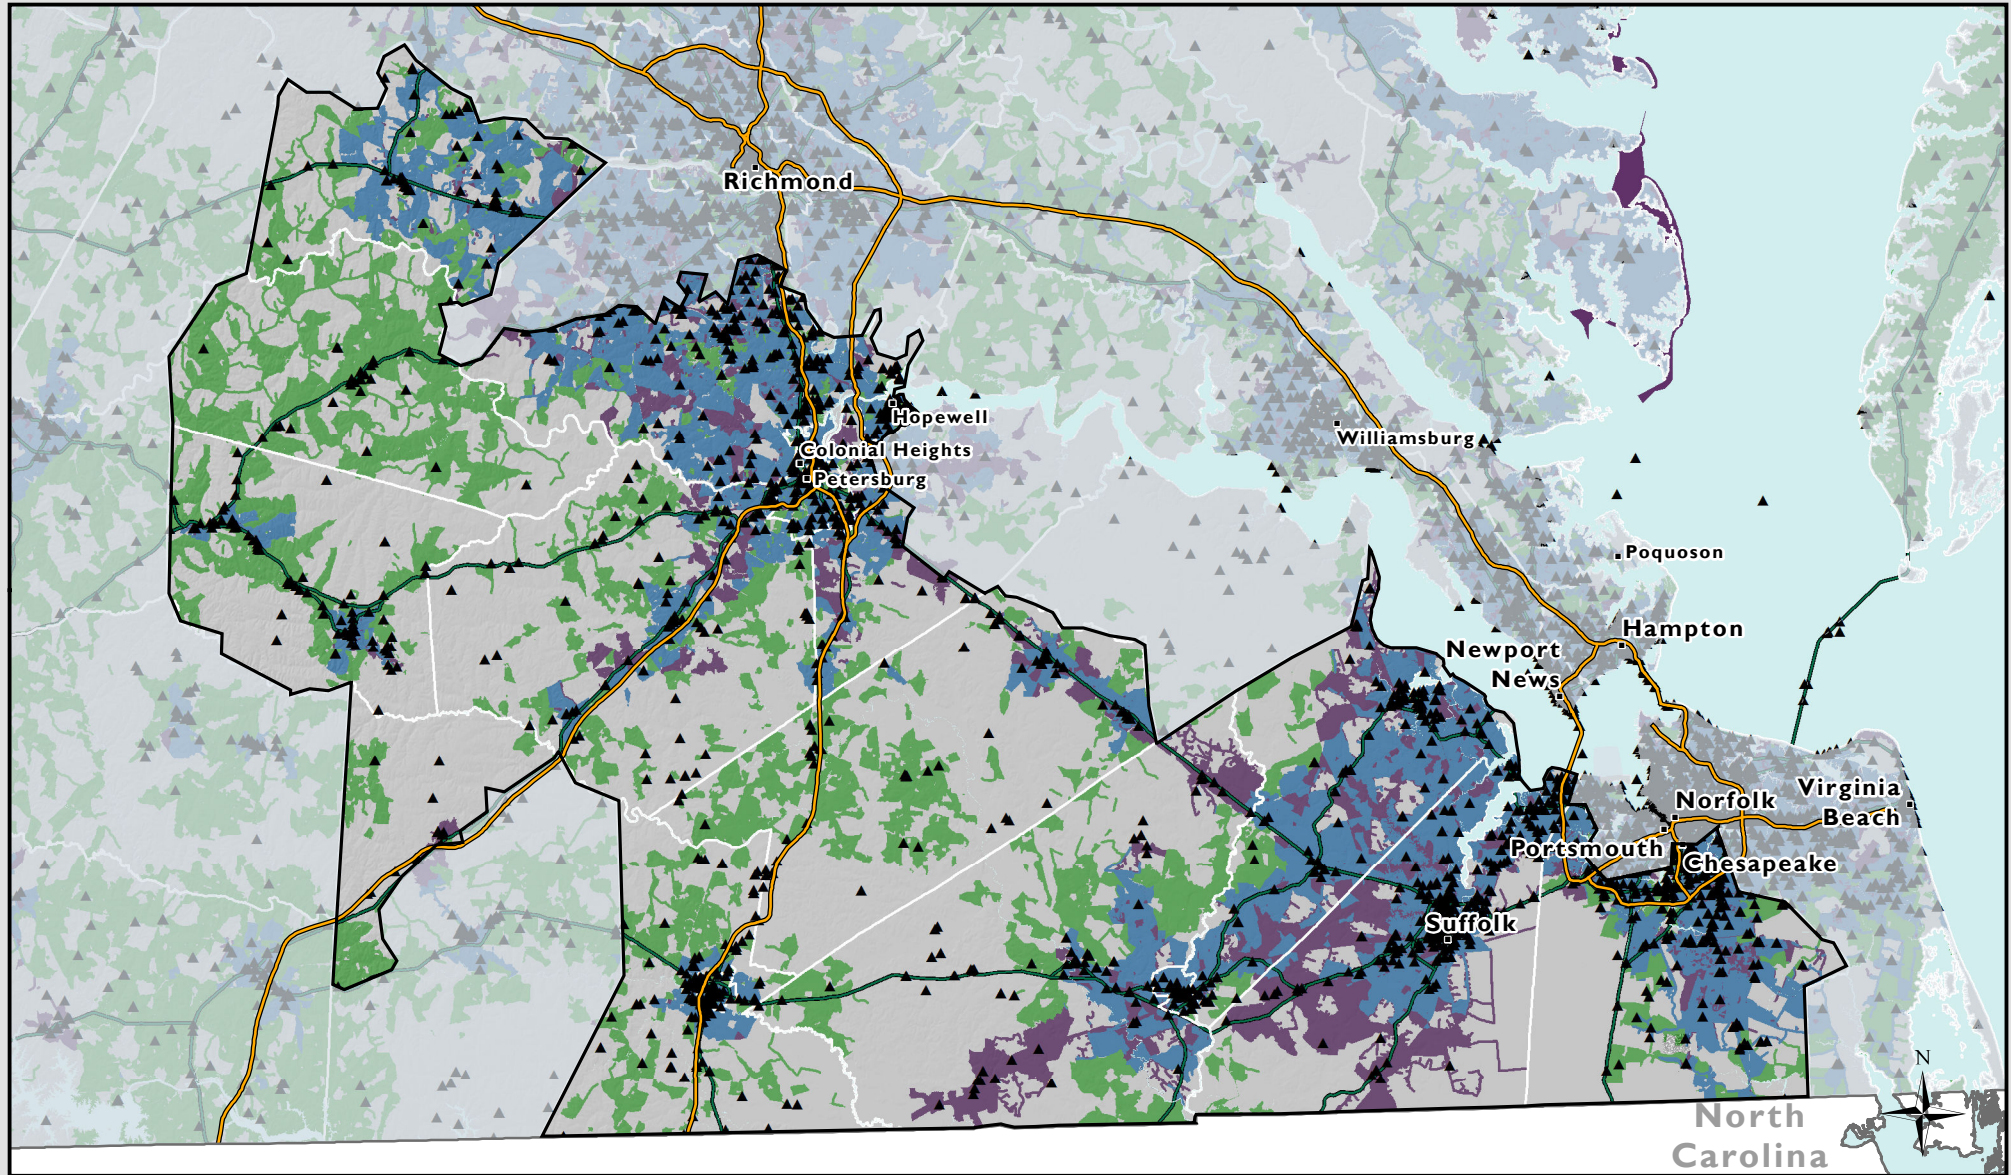 Richmond
Hopewell
Williamsburg
Colonial Heights
Petersburg
Poquoson
Hampton
Newport
News
Virginia
Beach
Norfolk
Portsmouth
Chesapeake
Suffolk
N
North
Carolina